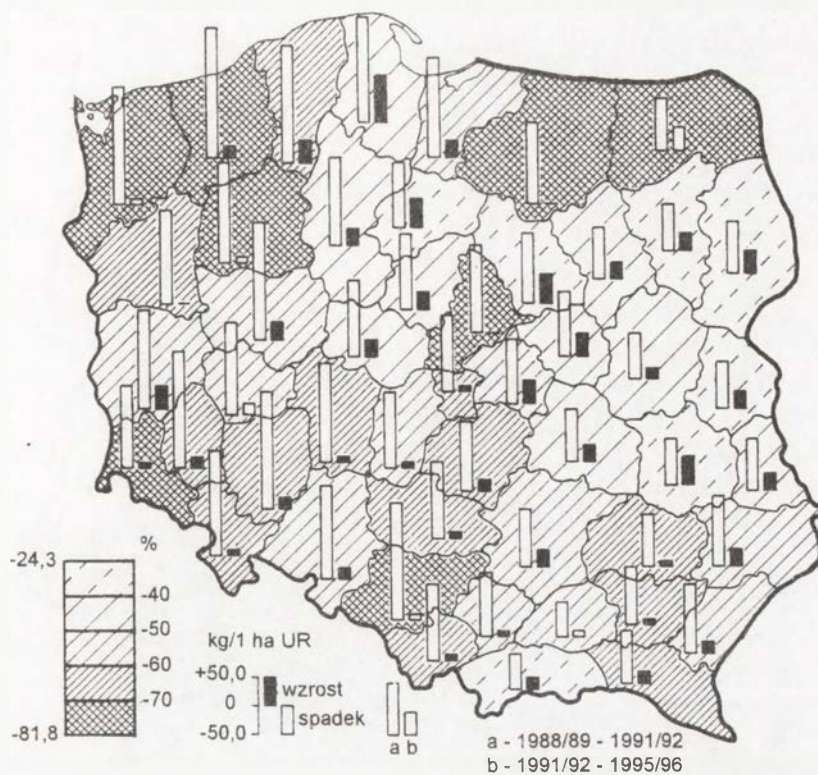 %
-24,3
-40
-50
-60
-70
-81,8
kg/1 ha UR
+50,0
0
-50,0
wzrost
spadek
a b
a - 1988/89 - 1991/92
b - 1991/92 - 1995/96